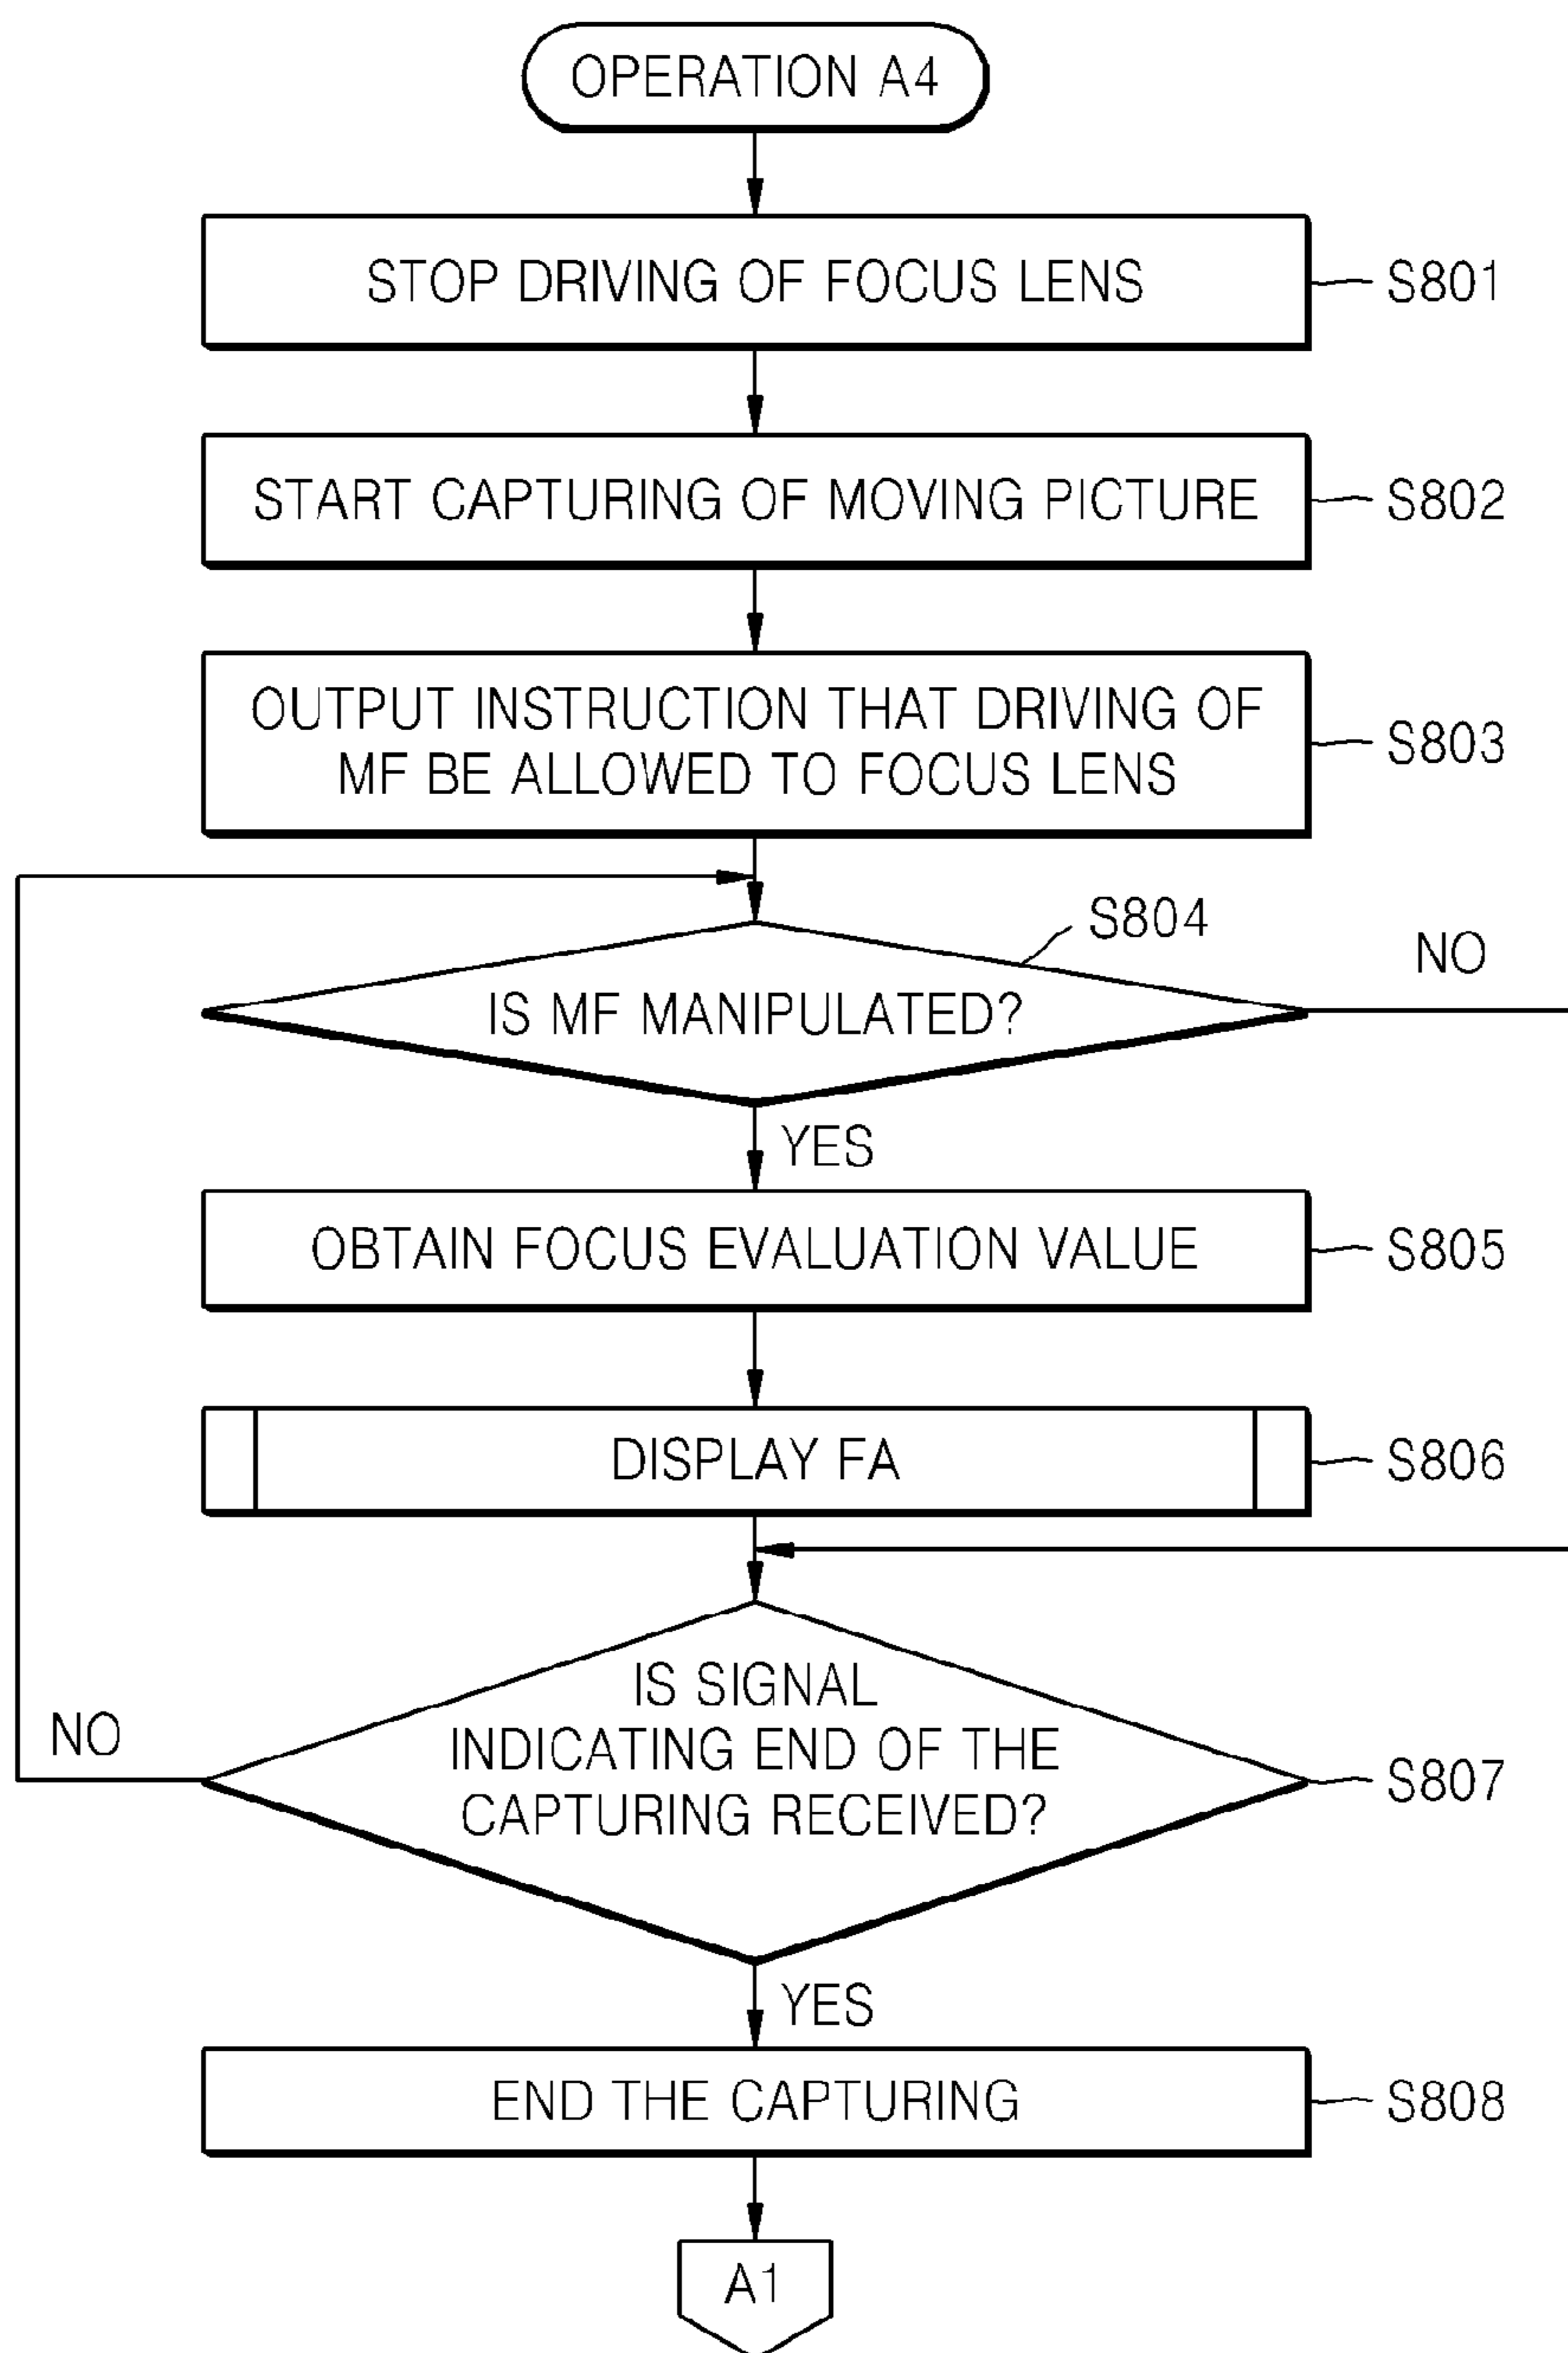 OPERATION A4
STOP DRIVING OF FOCUS LENS
S801
START CAPTURING OF MOVING PICTURE
S802
OUTPUT INSTRUCTION THAT DRIVING OF
MF BE ALLOWED TO FOCUS LENS
S803
S804
NO
IS MF MANIPULATED?
YES
OBTAIN FOCUS EVALUATION VALUE
S805
DISPLAY FA
S806
IS SIGNAL
INDICATING END OF THE
CAPTURING RECEIVED?
NO
S807
YES
END THE CAPTURING
S808
A1